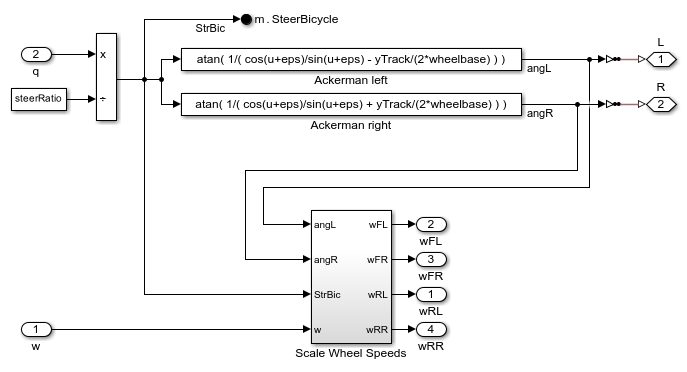 StrBic
m . SteerBicycle
2
q
x
÷
steerRatio
atan( 1/( cos(u+eps)/sin(u+eps) - yTrack/(2*wheelbase) ) )
angL
Ackerman left
L
1
atan( 1/( cos(u+eps)/sin(u+eps) + yTrack/(2*wheelbase) ) )
angR
Ackerman right
R
2
angL
wFL
2
wFL
angR
wFR
3
wFR
StrBic
wRL
1
wRL
1
w
w
wRR
4
wRR
Scale Wheel Speeds